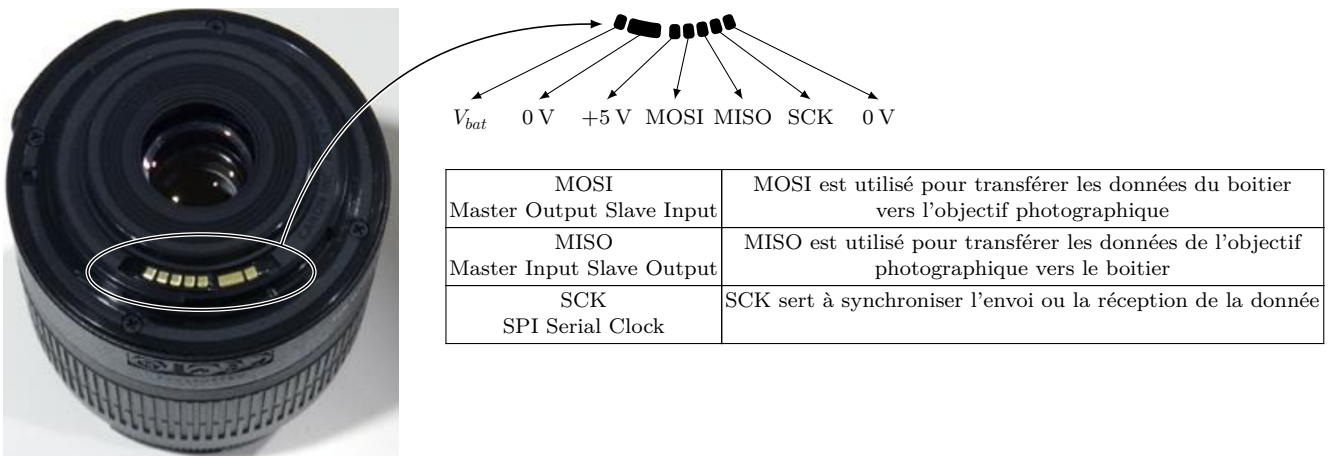 V_bat 0 V +5 V MOSI MISO SCK 0 V
MOSI
Master Output Slave Input
MOSI est utilisé pour transférer les données du boitier
vers l'objectif photographique
MISO
Master Input Slave Output
MISO est utilisé pour transférer les données de l'objectif
photographique vers le boitier
SCK
SPI Serial Clock
SCK sert à synchroniser l'envoi ou la réception de la donnée